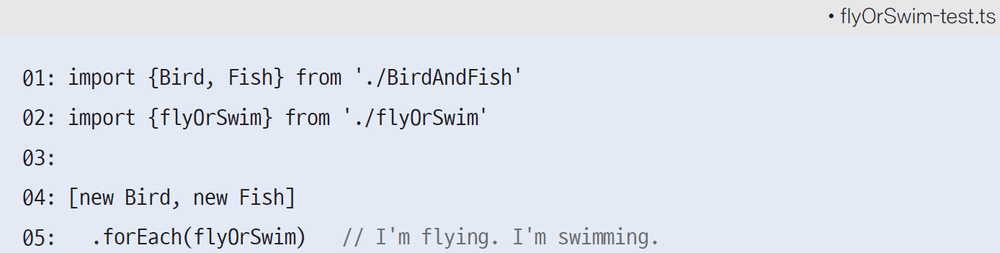 • flyOrSwim-test.ts
01: import {Bird, Fish} from './BirdAndFish'
02: import {flyOrSwim} from './flyOrSwim'
03:
04: [new Bird, new Fish]
05:   .forEach(flyOrSwim)   // I'm flying. I'm swimming.